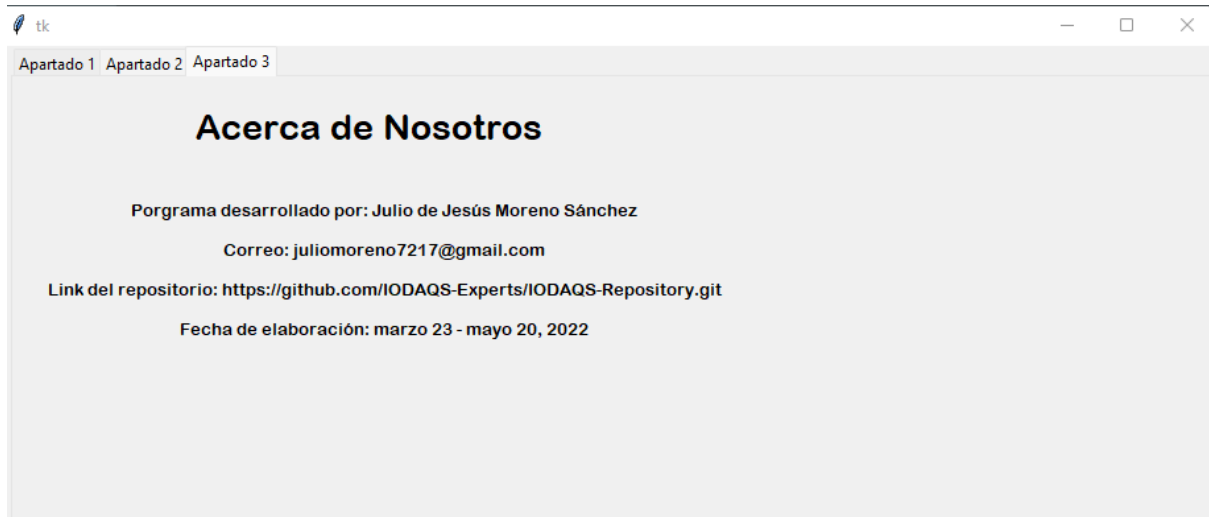 tk
Apartado 1 Apartado 2 Apartado 3
Acerca de Nosotros
Porgrama desarrollado por: Julio de Jesús Moreno Sánchez
Correo: juliomoreno7217@gmail.com
Link del repositorio: https://github.com/IODAQS-Experts/IODAQS-Repository.git
Fecha de elaboración: marzo 23 - mayo 20, 2022